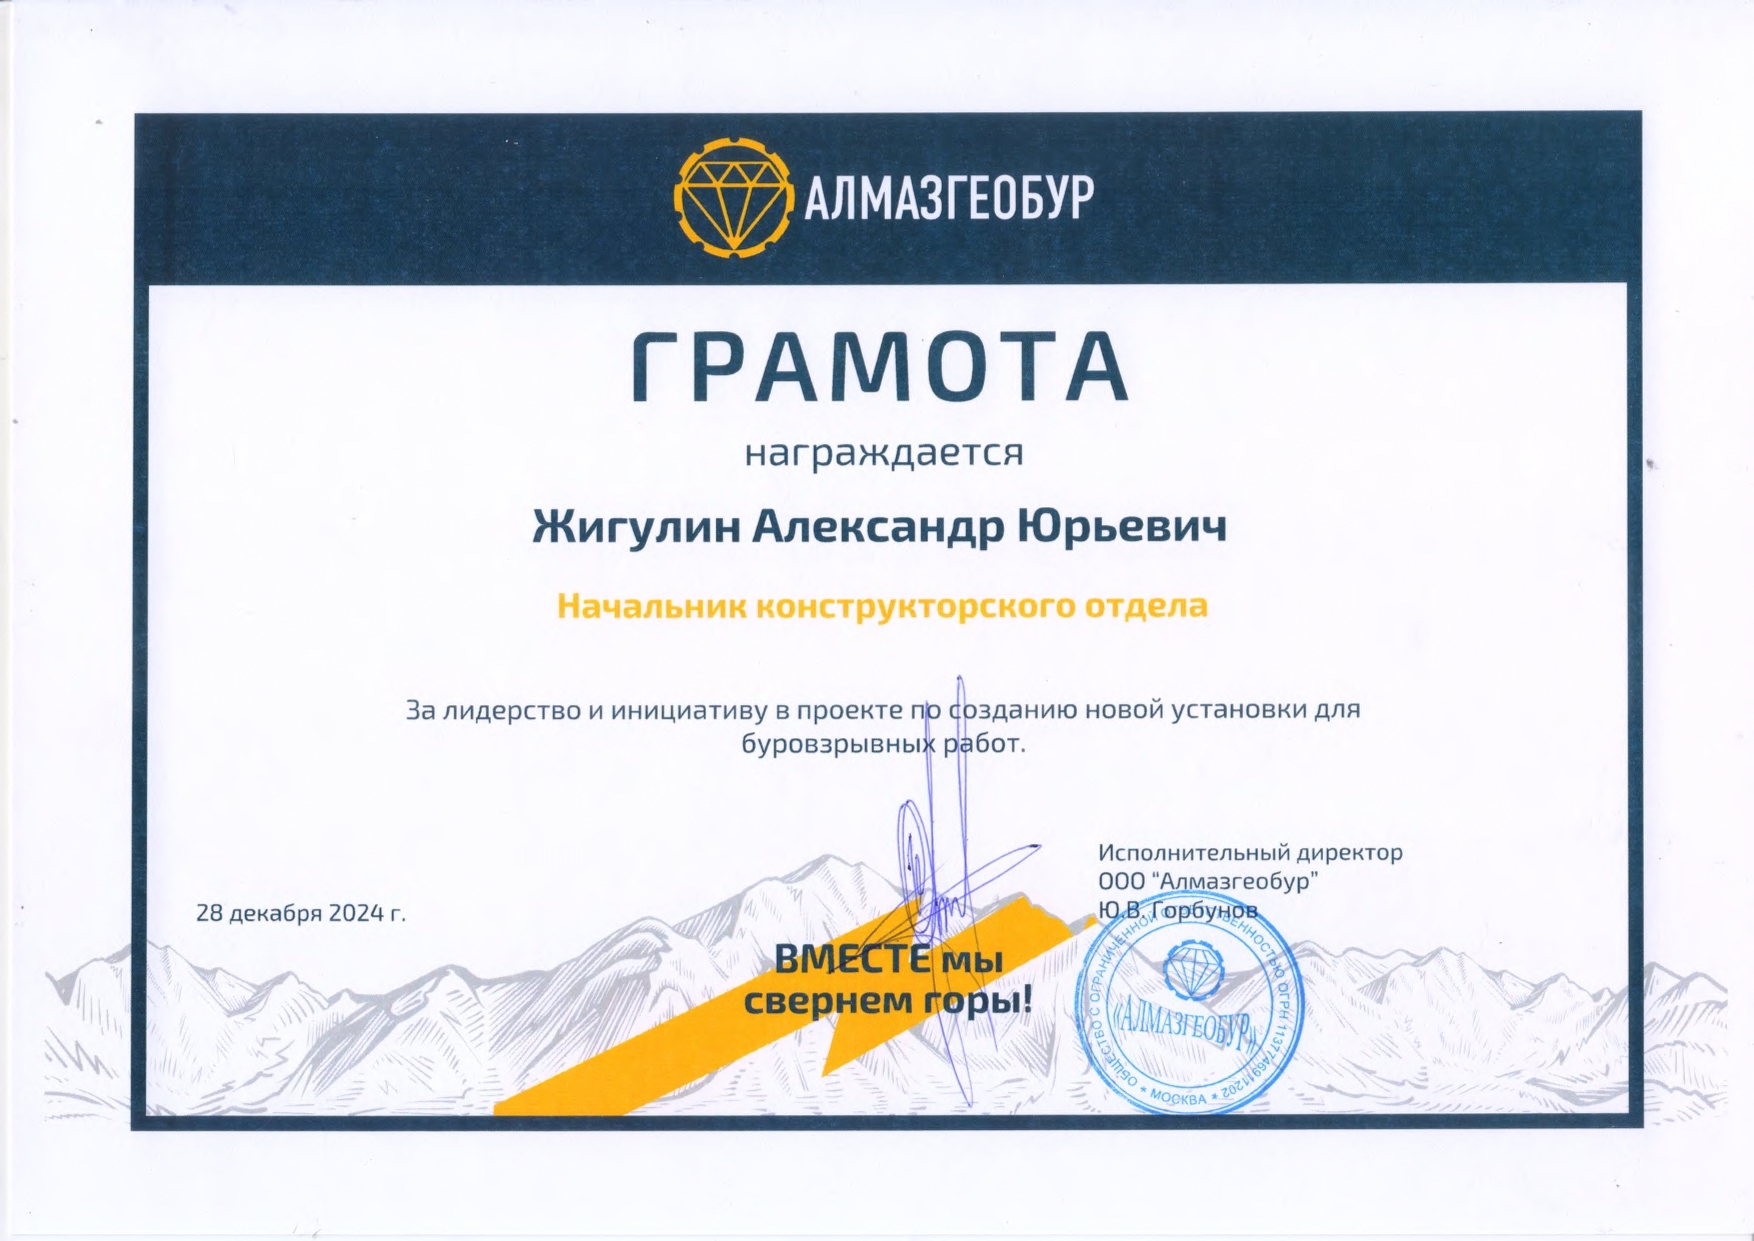 АЛМАЗГЕОБУР
ГРАМОТА
награждается
Жигулин Александр Юрьевич
Начальник конструкторского отдела
За лидерство и инициативу в проекте по созданию новой установки для
буровзрывных работ.
Исполнительный директор
ООО “Алмазгеобур”
Ю.В. Горбунов
28 декабря 2024 г.
ВМЕСТЕ мы
свернем горы!
ОБЩЕСТВО С ОГРАНИЧЕННОЙ ОТВЕТСТВЕННОСТЬЮ ОГРН 1137746911202
* МОСКВА *
«АЛМАЗГЕОБУР»